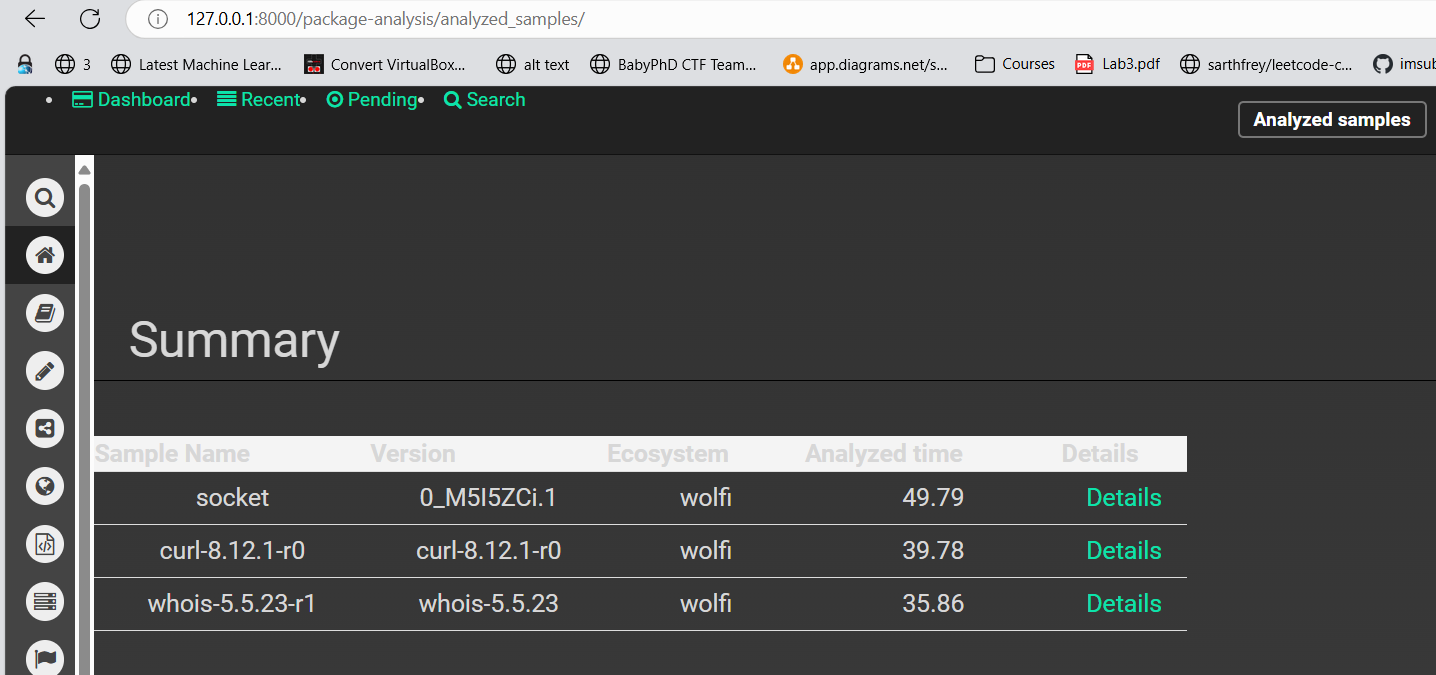 127.0.0.1:8000/package-analysis/analyzed_samples/
3 Latest Machine Lear... Convert VirtualBox... alt text BabyPhD CTF Team... app.diagrams.net/s... Courses PDF Lab3.pdf sarthfrey/leetcode-c... imsub
Dashboard Recent Pending Search
Analyzed samples
Summary
Sample Name Version Ecosystem Analyzed time Details
socket 0_M5I5ZCi.1 wolfi 49.79 Details
curl-8.12.1-r0 curl-8.12.1-r0 wolfi 39.78 Details
whois-5.5.23-r1 whois-5.5.23 wolfi 35.86 Details